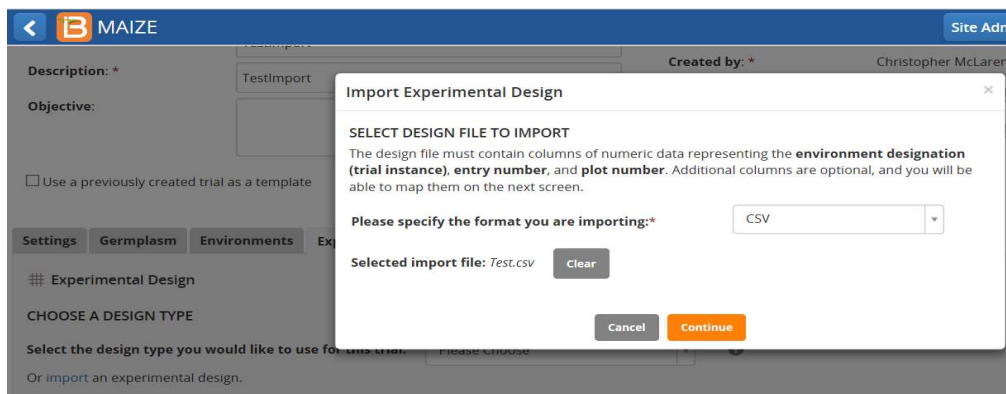 MAIZE
Site Adn
Description: *
TestImport
Created by: *
Christopher McLaren
Objective:
Import Experimental Design
×
SELECT DESIGN FILE TO IMPORT
The design file must contain columns of numeric data representing the environment designation
(trial instance), entry number, and plot number. Additional columns are optional, and you will be
able to map them on the next screen.
Use a previously created trial as a template
Please specify the format you are importing:*
CSV
Settings Germplasm Environments Exp
Selected import file: Test.csv Clear
Experimental Design
CHOOSE A DESIGN TYPE
Cancel Continue
Select the design type you would like to use for this trial.
Please Choose
Or import an experimental design.